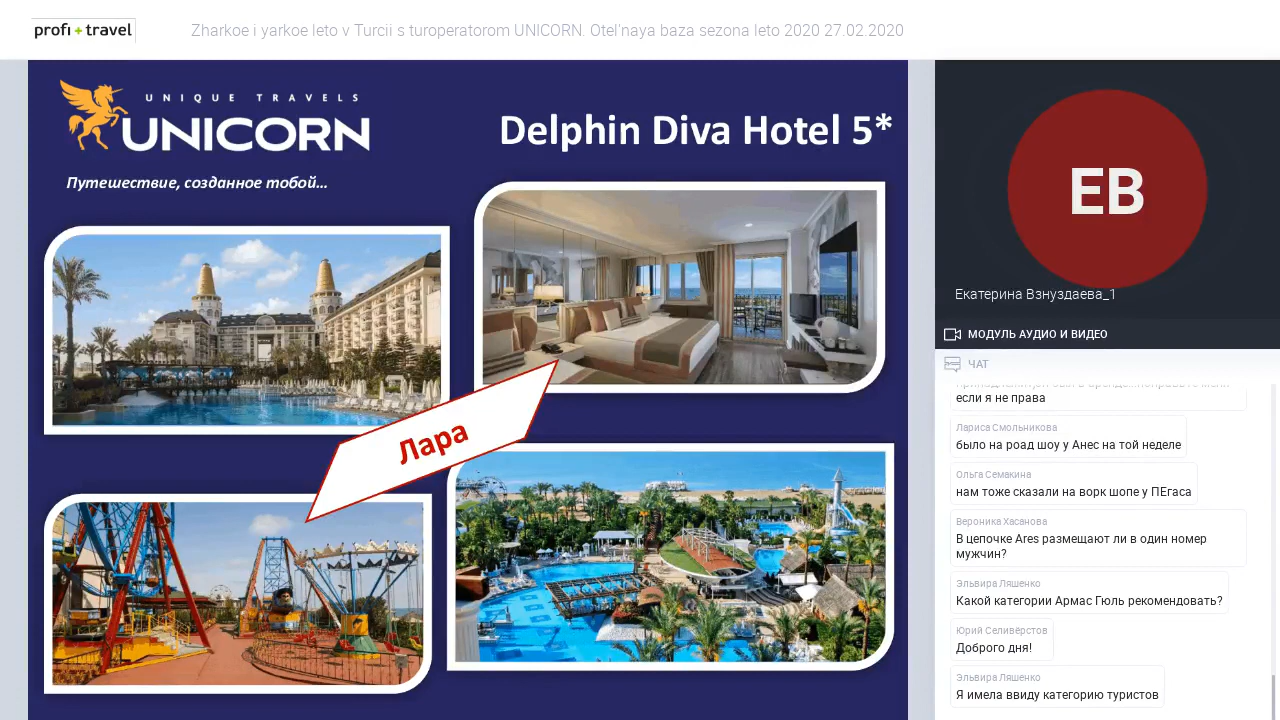 profi + travel
Zharkoe i yarkoe leto v Turcii s turoperatorom UNICORN. Otel'naya baza sezona leto 2020 27.02.2020
UNIQUE TRAVELS
UNICORN
Путешествие, созданное тобой...
Delphin Diva Hotel 5*
Лара
EB
Екатерина Взнуздаева_1
МОДУЛЬ АУДИО И ВИДЕО
ЧАТ
если я не права
Лариса Смольникова
было на роад шоу у Анес на той неделе
Ольга Семакина
нам тоже сказали на ворк шопе у ПЕгаса
Вероника Хасанова
В цепочке Ares размещают ли в один номер
мужчин?
Эльвира Ляшенко
Какой категории Армас Гюль рекомендовать?
Юрий Селивёрстов
Доброго дня!
Эльвира Ляшенко
Я имела ввиду категорию туристов